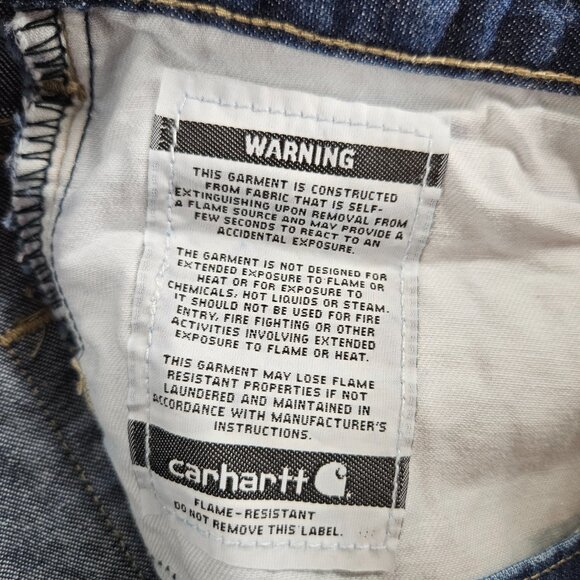 WARNING
THIS GARMENT IS CONSTRUCTED
FROM FABRIC THAT IS SELF-
EXTINGUISHING UPON REMOVAL FROM
A FLAME SOURCE AND MAY PROVIDE A
FEW SECONDS TO REACT TO AN
ACCIDENTAL EXPOSURE.
THE GARMENT IS NOT DESIGNED FOR
EXTENDED EXPOSURE TO FLAME OR
HEAT OR FOR EXPOSURE TO
CHEMICALS, HOT LIQUIDS OR STEAM.
IT SHOULD NOT BE USED FOR FIRE
ENTRY, FIRE FIGHTING OR OTHER
ACTIVITIES INVOLVING EXTENDED
EXPOSURE TO FLAME OR HEAT.
THIS GARMENT MAY LOSE FLAME
RESISTANT PROPERTIES IF NOT
LAUNDERED AND MAINTAINED IN
ACCORDANCE WITH MANUFACTURER'S
INSTRUCTIONS.
carhartt
FLAME-RESISTANT
DO NOT REMOVE THIS LABEL.